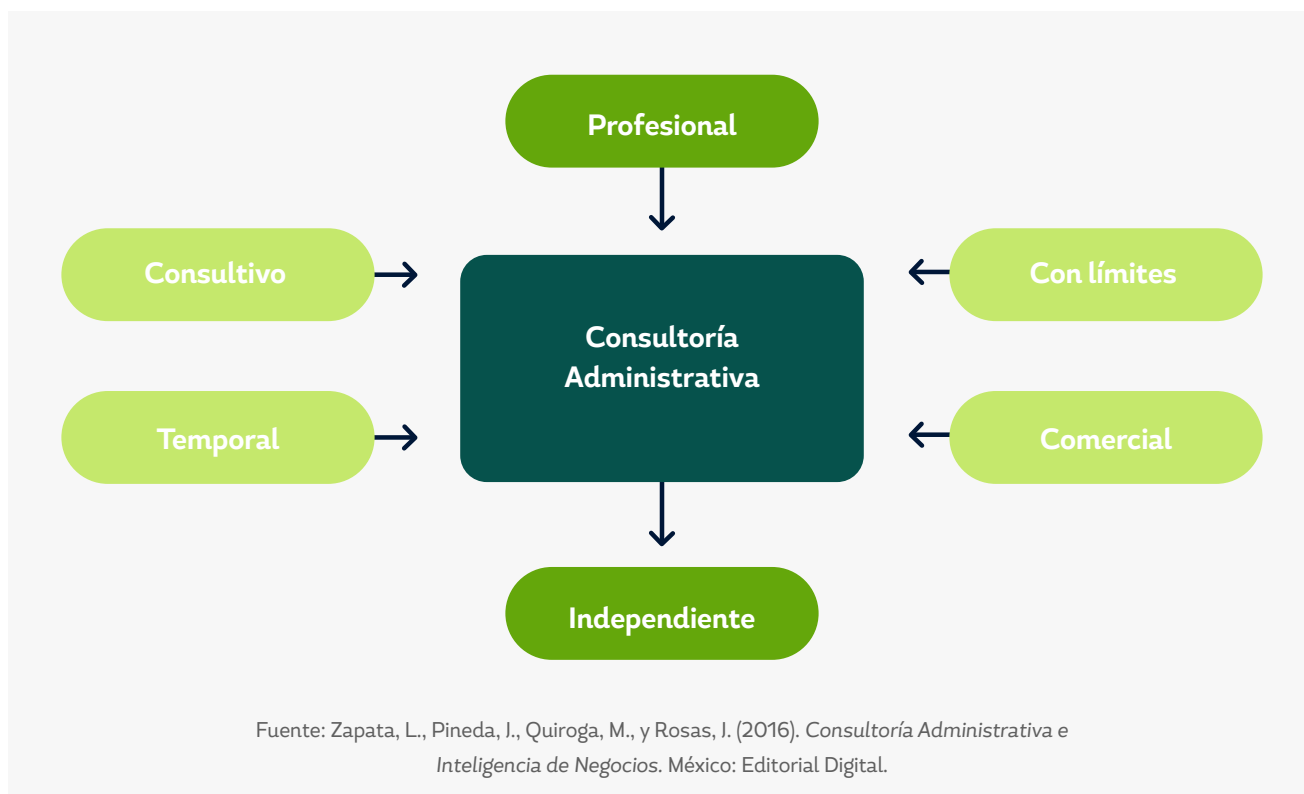 Profesional
Consultivo
Con límites
Consultoría
Administrativa
Temporal
Comercial
Independiente
Fuente: Zapata, L., Pineda, J., Quiroga, M., y Rosas, J. (2016). Consultoría Administrativa e
Inteligencia de Negocios. México: Editorial Digital.